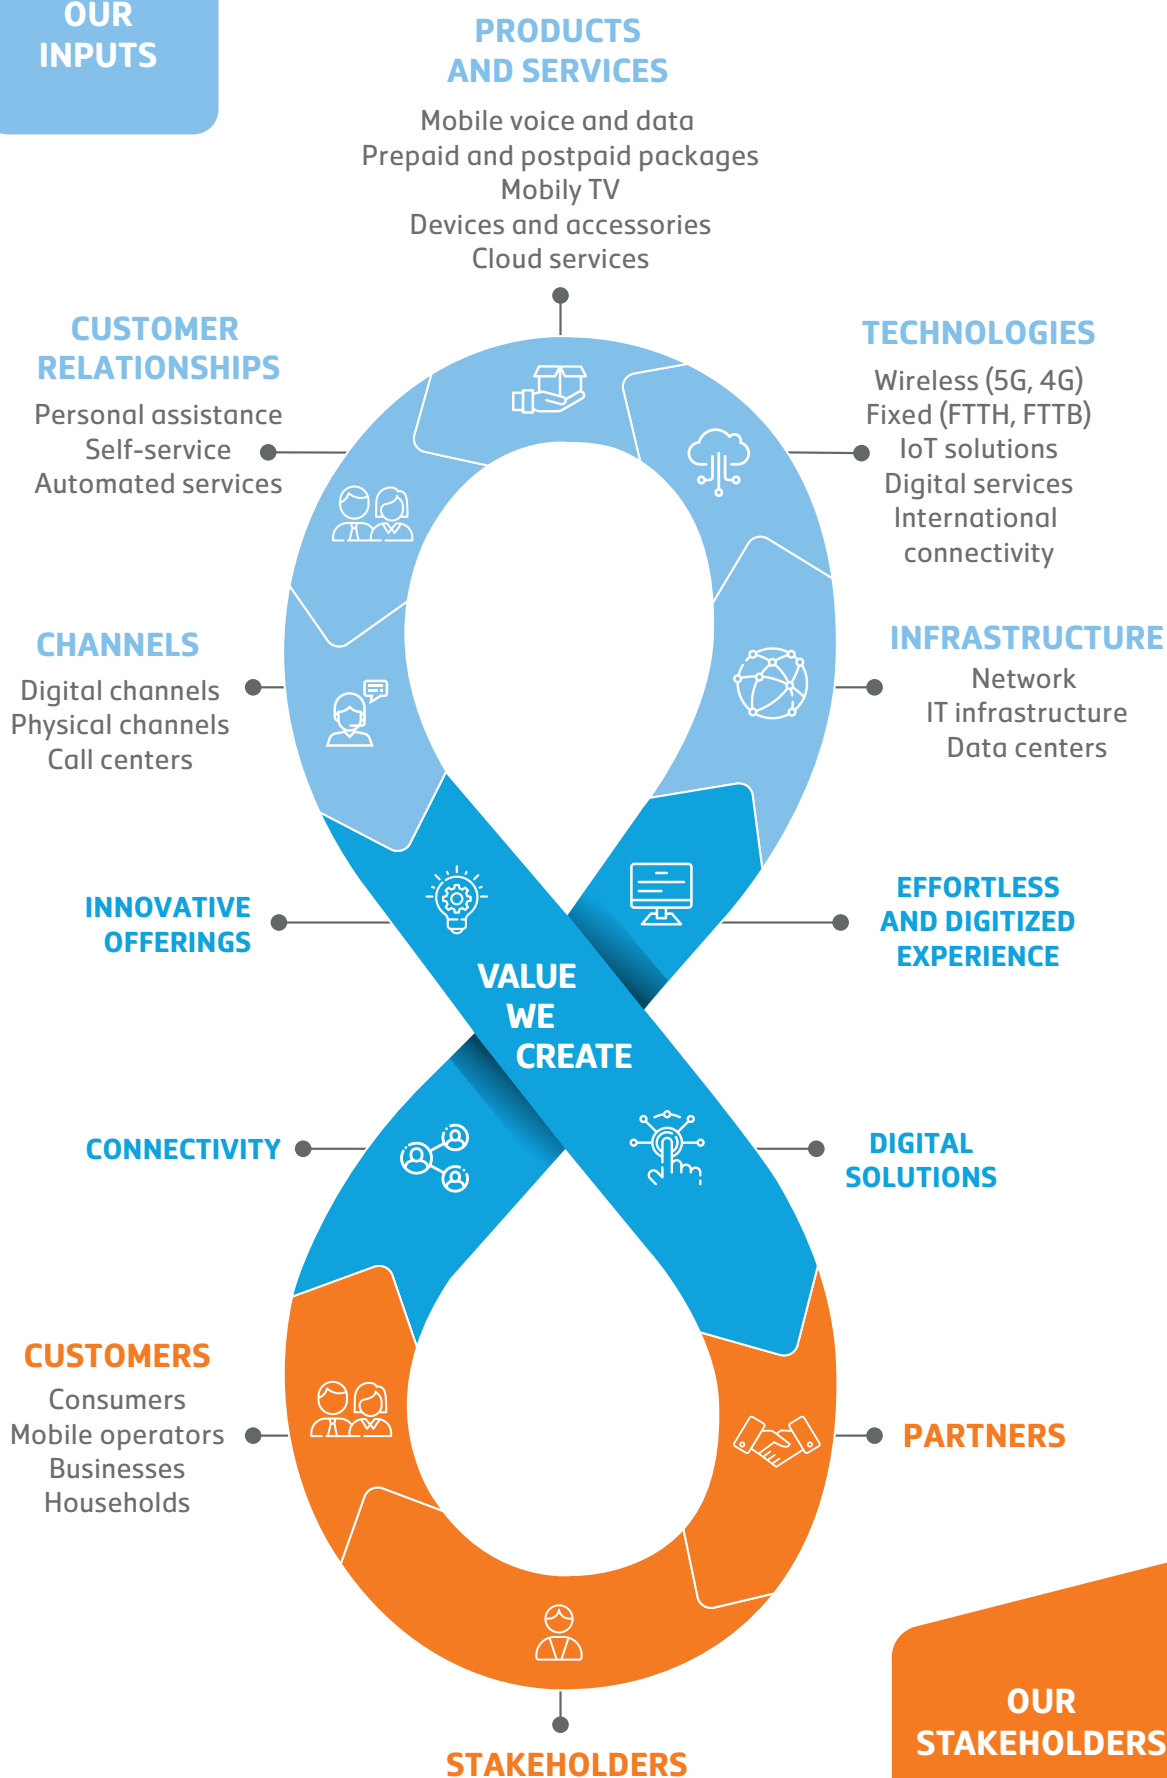 OUR
INPUTS
PRODUCTS
AND SERVICES
Mobile voice and data
Prepaid and postpaid packages
Mobily TV
Devices and accessories
Cloud services
CUSTOMER
RELATIONSHIPS
Personal assistance
Self-service
Automated services
TECHNOLOGIES
Wireless (5G, 4G)
Fixed (FTTH, FTTB)
IoT solutions
Digital services
International
connectivity
CHANNELS
Digital channels
Physical channels
Call centers
INFRASTRUCTURE
Network
IT infrastructure
Data centers
INNOVATIVE
OFFERINGS
EFFORTLESS
AND DIGITIZED
EXPERIENCE
VALUE
WE
CREATE
CONNECTIVITY
DIGITAL
SOLUTIONS
CUSTOMERS
Consumers
Mobile operators
Businesses
Households
PARTNERS
STAKEHOLDERS
OUR
STAKEHOLDERS